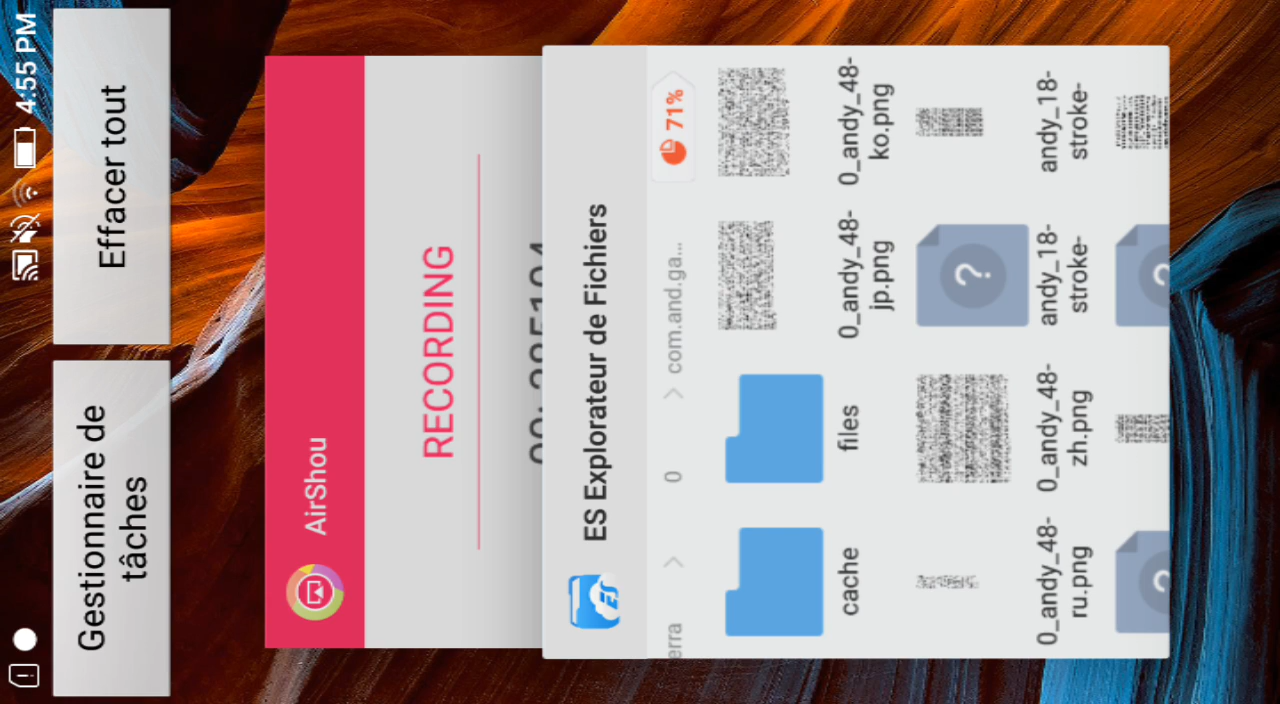 4:55 PM
Gestionnaire de
tâches
Effacer tout
AirShou
RECORDING
ES Explorateur de Fichiers
erra > 0 > com.and.ga...
71%
cache
files
0_andy_48-
jp.png
0_andy_48-
ko.png
0_andy_48-
ru.png
0_andy_48-
zh.png
andy_18-
stroke-
andy_18-
stroke-